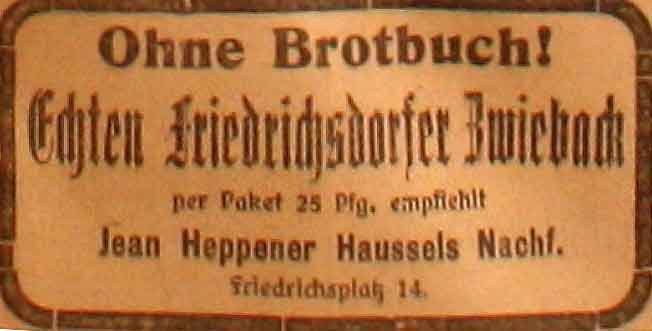 Ohne Brotbuch!
Echten Friedrichsdorfer Zwieback
per Paket 25 Pfg. empfiehlt
Jean Heppener Haussels Nachf.
Friedrichsplatz 14.